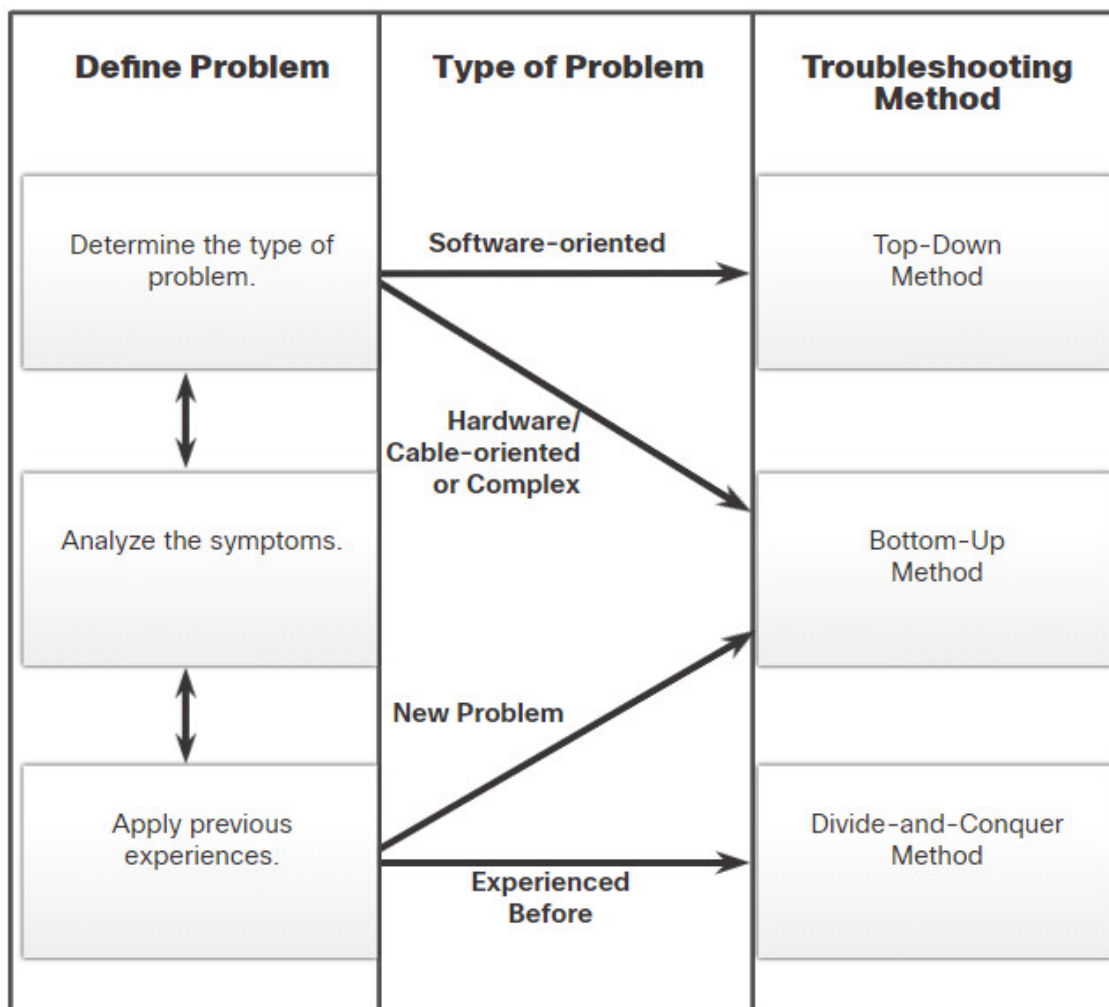 Define Problem
Type of Problem
Troubleshooting
Method
Determine the type of
problem.
Software-oriented
Top-Down
Method
Hardware/
Cable-oriented
or Complex
Analyze the symptoms.
Bottom-Up
Method
New Problem
Apply previous
experiences.
Experienced
Before
Divide-and-Conquer
Method